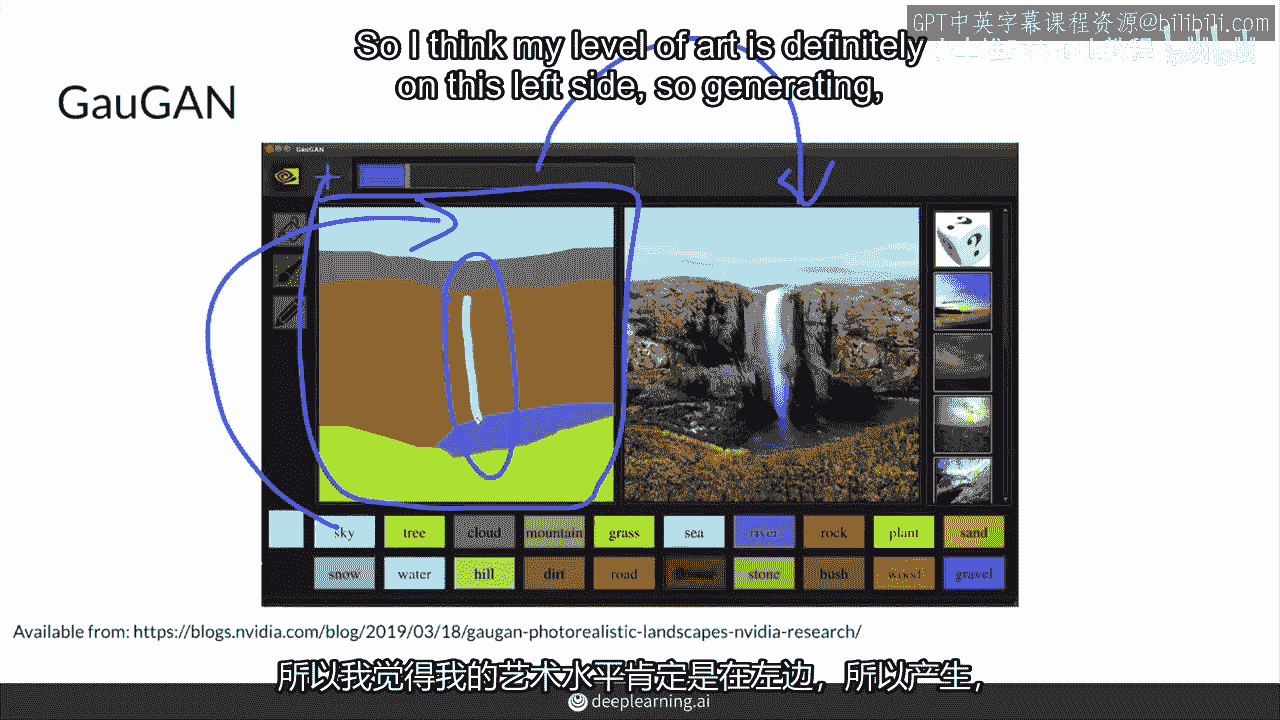 GPT中英字幕课程资源@bilibili.com
So I think my level of art is definitely
on this left side, so generating,
GauGAN
GauGAN
sky tree cloud mountain grass sea river rock plant sand
snow water hill dirt road stone bush wood gravel
Available from: https://blogs.nvidia.com/blog/2019/03/18/gaugan-photorealistic-landscapes-nvidia-research/
所以我觉得我的艺术水平肯定是在左边，所以产生，
deeplearning.ai